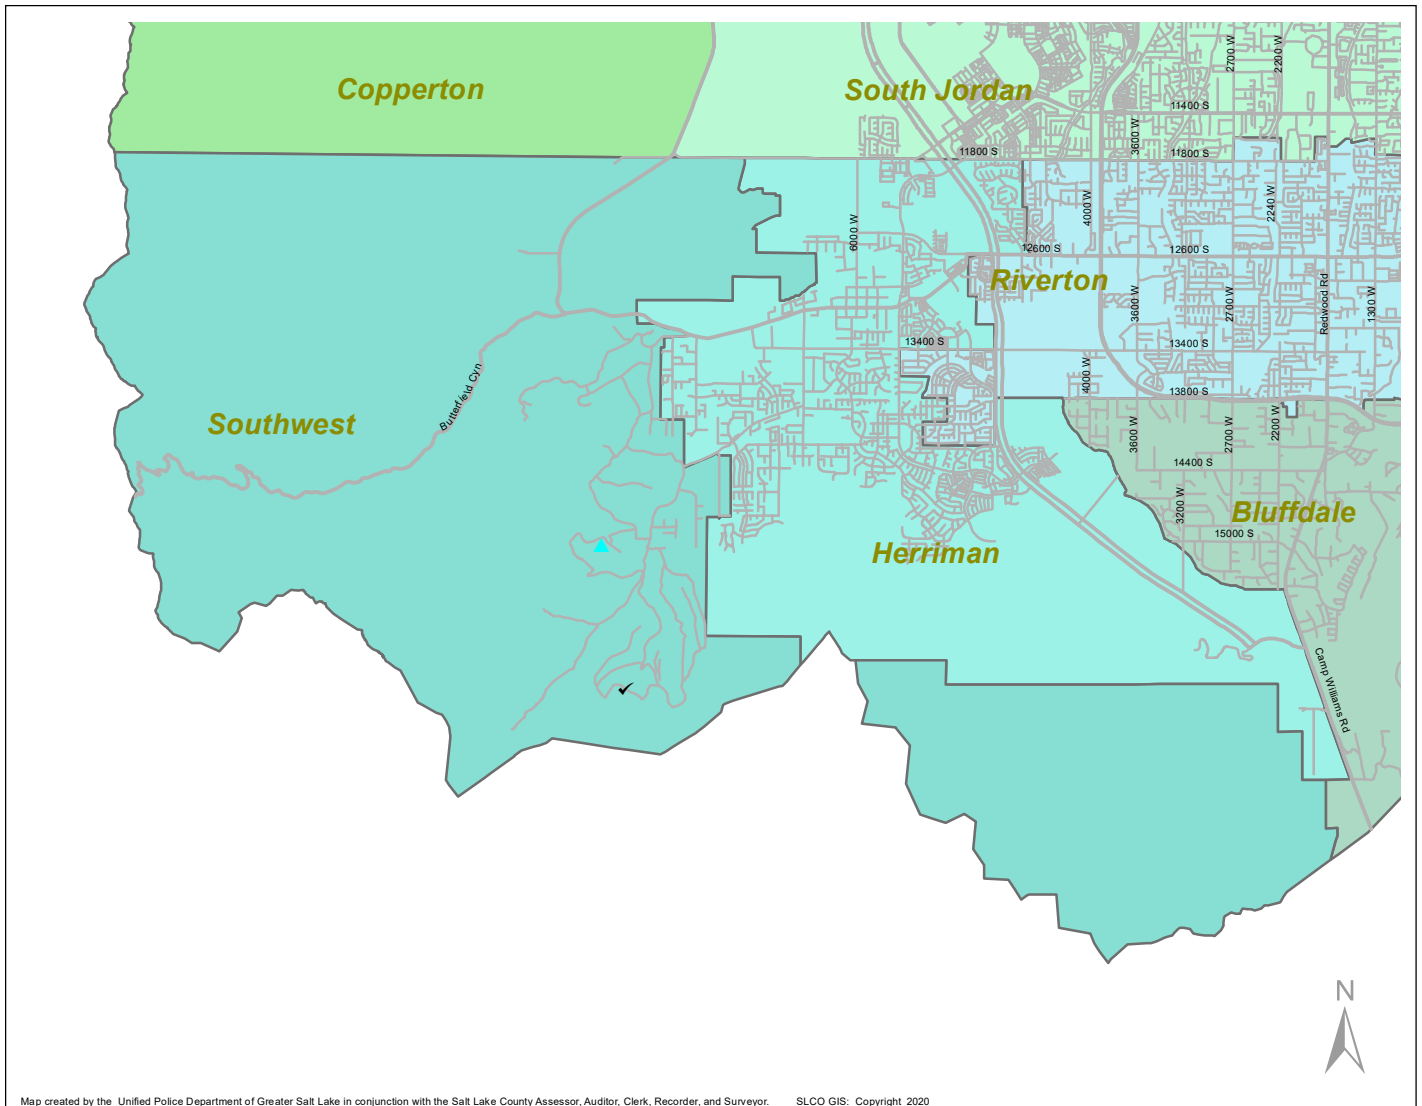 2700 W
2200 W
Copperton
South Jordan
11400 S
3600 W
11800 S
11800 S
4000 W
2240 W
6000 W
12600 S
12600 S
Riverton
3600 W
2700 W
Redwood Rd
1300 W
13400 S
13400 S
4000 W
13800 S
Butterfield Cyn
Southwest
3600 W
2700 W
2200 W
14400 S
3200 W
Bluffdale
15000 S
Herriman
Camp Williams Rd
N
Map created by the Unified Police Department of Greater Salt Lake in conjunction with the Salt Lake County Assessor, Auditor, Clerk, Recorder, and Surveyor. SLCO GIS: Copyright 2020